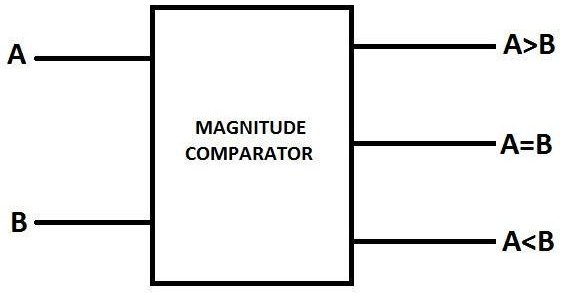 A
B
MAGNITUDE
COMPARATOR
A>B
A=B
A<B